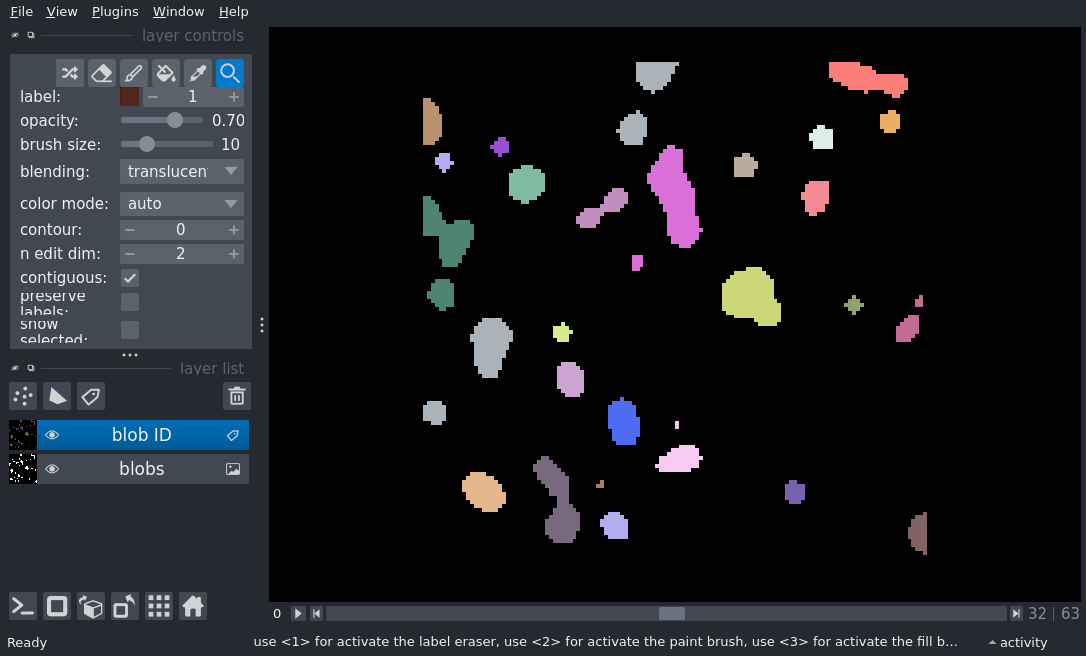 File View Plugins Window Help
layer controls
label: 1
opacity: 0.70
brush size: 10
blending: translucen
color mode: auto
contour: 0
n edit dim: 2
contiguous:
preserve
labels:
show
selected:
layer list
blob ID
blobs
0 32 63
Ready use <1> for activate the label eraser, use <2> for activate the paint brush, use <3> for activate the fill b... activity